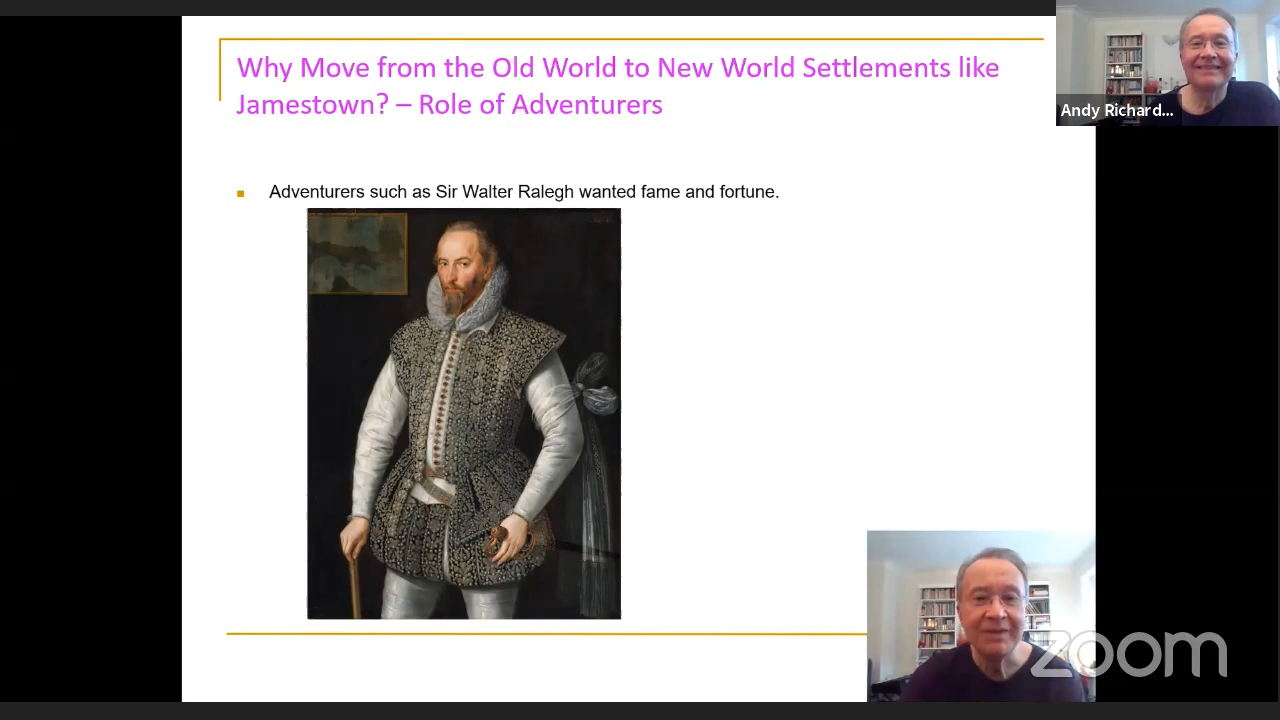 Why Move from the Old World to New World Settlements like
Jamestown? – Role of Adventurers
Andy Richard...
Adventurers such as Sir Walter Ralegh wanted fame and fortune.
zoom